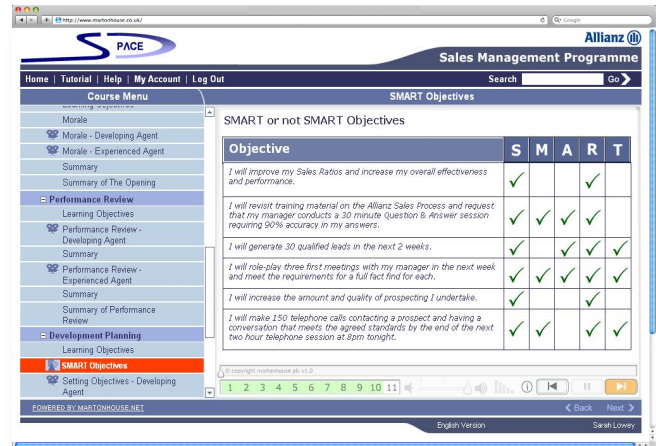 http://www.martonhouse.co.uk/
Google
SPACE
Allianz
Sales Management Programme
Home | Tutorial | Help | My Account | Log Out
Search
Go
Course Menu
SMART Objectives
Learning Objectives
Morale
Morale - Developing Agent
Morale - Experienced Agent
Summary
Summary of The Opening
Performance Review
Learning Objectives
Performance Review -
Developing Agent
Summary
Performance Review -
Experienced Agent
Summary
Summary of Performance
Review
Development Planning
Learning Objectives
SMART Objectives
Setting Objectives - Developing
Agent
SMART or not SMART Objectives
Objective S M A R T
I will improve my Sales Ratios and increase my overall effectiveness
and performance.
I will revisit training material on the Allianz Sales Process and request
that my manager conducts a 30 minute Question & Answer session
requiring 90% accuracy in my answers.
I will generate 30 qualified leads in the next 2 weeks.
I will role-play three first meetings with my manager in the next week
and meet the requirements for a full fact find for each.
I will increase the amount and quality of prospecting I undertake.
I will make 150 telephone calls contacting a prospect and having a
conversation that meets the agreed standards by the end of the next
two hour telephone session at 8pm tonight.
© copyright martonhouse plc v1.0
1 2 3 4 5 6 7 8 9 10 11
POWERED BY MARTONHOUSE.NET
Back Next
English Version
Sarah Lowey